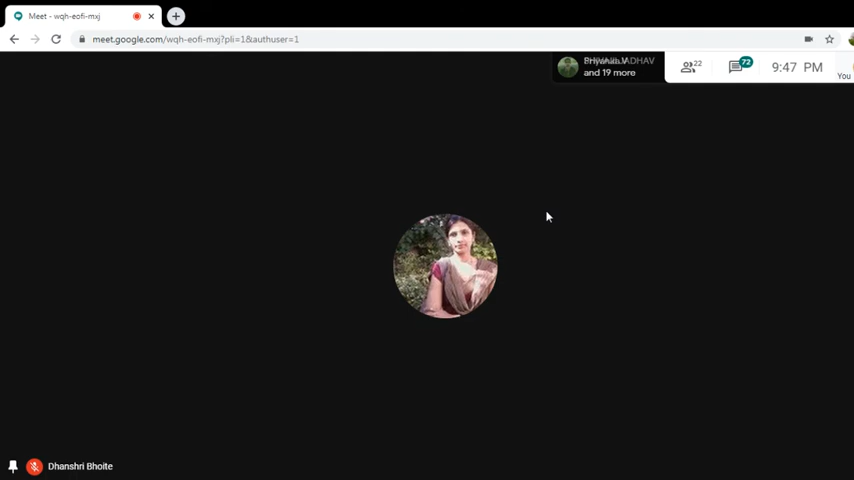 Meet - wqh-eofi-mxj
meet.google.com/wqh-eofi-mxj?pli=1&authuser=1
and 19 more
22
72
9:47 PM
You
Dhanshri Bhoite